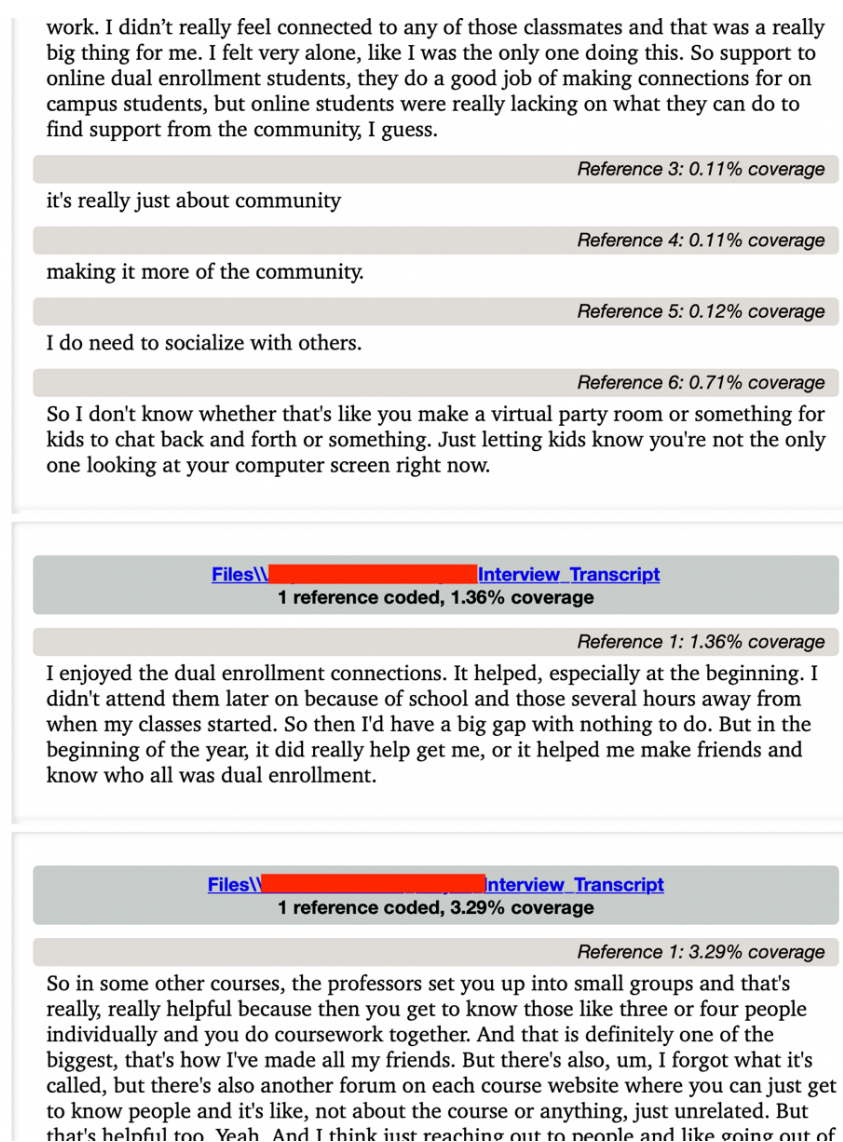 work. I didn’t really feel connected to any of those classmates and that was a really
big thing for me. I felt very alone, like I was the only one doing this. So support to
online dual enrollment students, they do a good job of making connections for on
campus students, but online students were really lacking on what they can do to
find support from the community, I guess.
Reference 3: 0.11% coverage
it's really just about community
Reference 4: 0.11% coverage
making it more of the community.
Reference 5: 0.12% coverage
I do need to socialize with others.
Reference 6: 0.71% coverage
So I don't know whether that's like you make a virtual party room or something for
kids to chat back and forth or something. Just letting kids know you're not the only
one looking at your computer screen right now.
Files\\ Interview_Transcript
1 reference coded, 1.36% coverage
Reference 1: 1.36% coverage
I enjoyed the dual enrollment connections. It helped, especially at the beginning. I
didn't attend them later on because of school and those several hours away from
when my classes started. So then I'd have a big gap with nothing to do. But in the
beginning of the year, it did really help get me, or it helped me make friends and
know who all was dual enrollment.
Files\\ Interview_Transcript
1 reference coded, 3.29% coverage
Reference 1: 3.29% coverage
So in some other courses, the professors set you up into small groups and that's
really, really helpful because then you get to know those like three or four people
individually and you do coursework together. And that is definitely one of the
biggest, that's how I've made all my friends. But there's also, um, I forgot what it's
called, but there's also another forum on each course website where you can just get
to know people and it's like, not about the course or anything, just unrelated. But
that's helpful too. Yeah. And I think just reaching out to people and like going out of